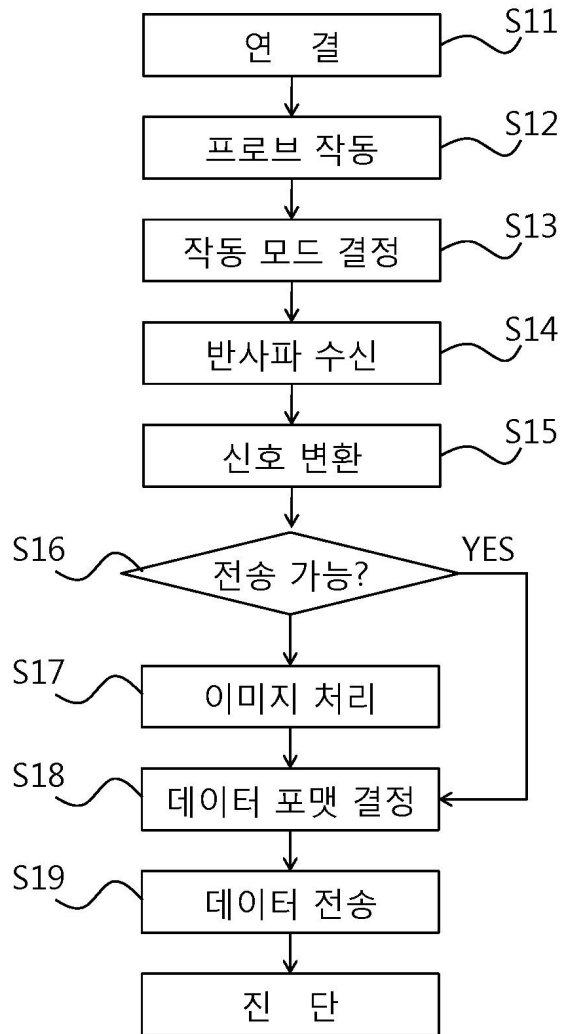 연 결
S11
프로브 작동
S12
작동 모드 결정
S13
반사파 수신
S14
신호 변환
S15
S16
전송 가능?
YES
S17
이미지 처리
S18
데이터 포맷 결정
S19
데이터 전송
진 단